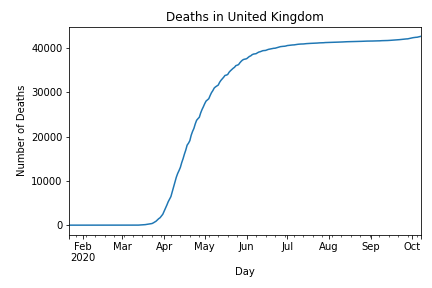 Deaths in United Kingdom
Number of Deaths
40000
30000
20000
10000
0
Feb Mar Apr May Jun Jul Aug Sep Oct
2020
Day